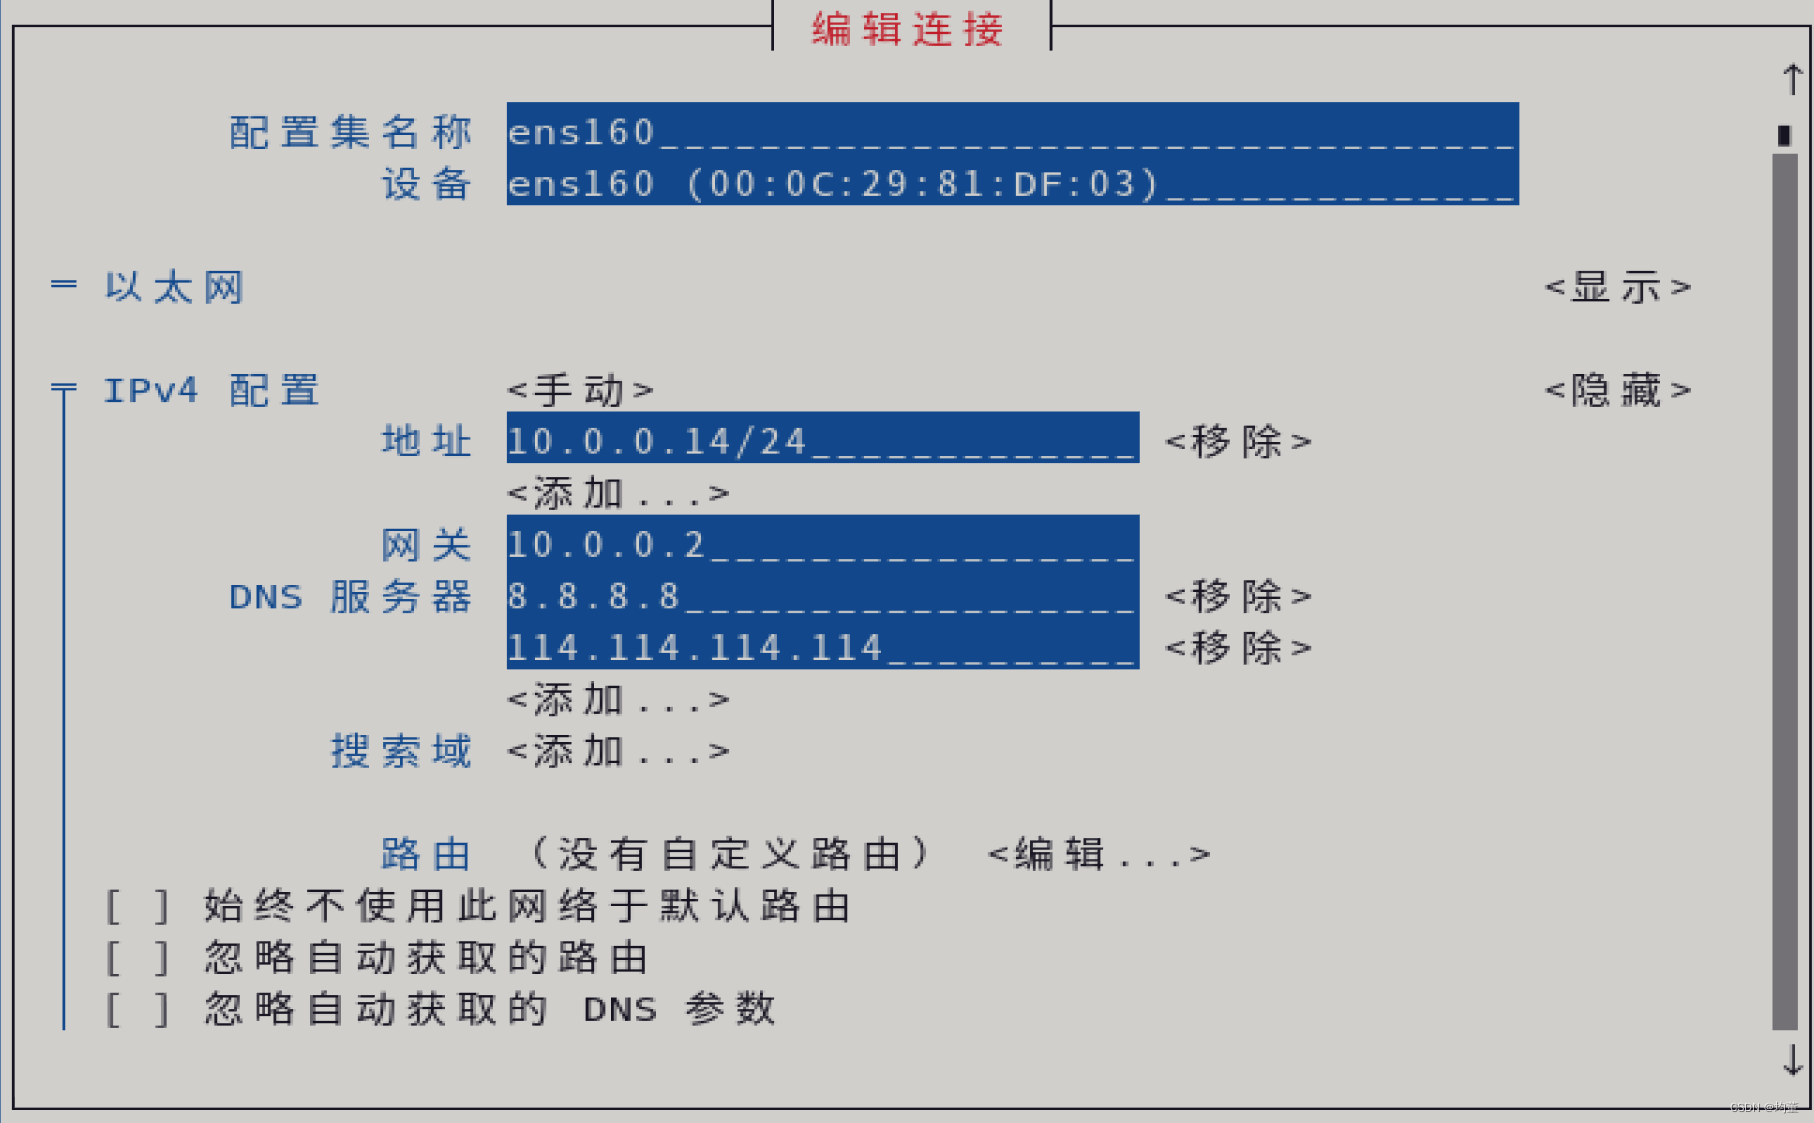 编辑连接
配置集名称 ens160
设备 ens160 (00:0C:29:81:DF:03)
= 以太网 <显示>
IPv4 配置 <手动> <隐藏>
地址 10.0.0.14/24 <移除>
<添加...>
网关 10.0.0.2
DNS 服务器 8.8.8.8 <移除>
114.114.114.114 <移除>
<添加...>
搜索域 <添加...>
路由 (没有自定义路由) <编辑...>
[ ] 始终不使用此网络于默认路由
[ ] 忽略自动获取的路由
[ ] 忽略自动获取的 DNS 参数